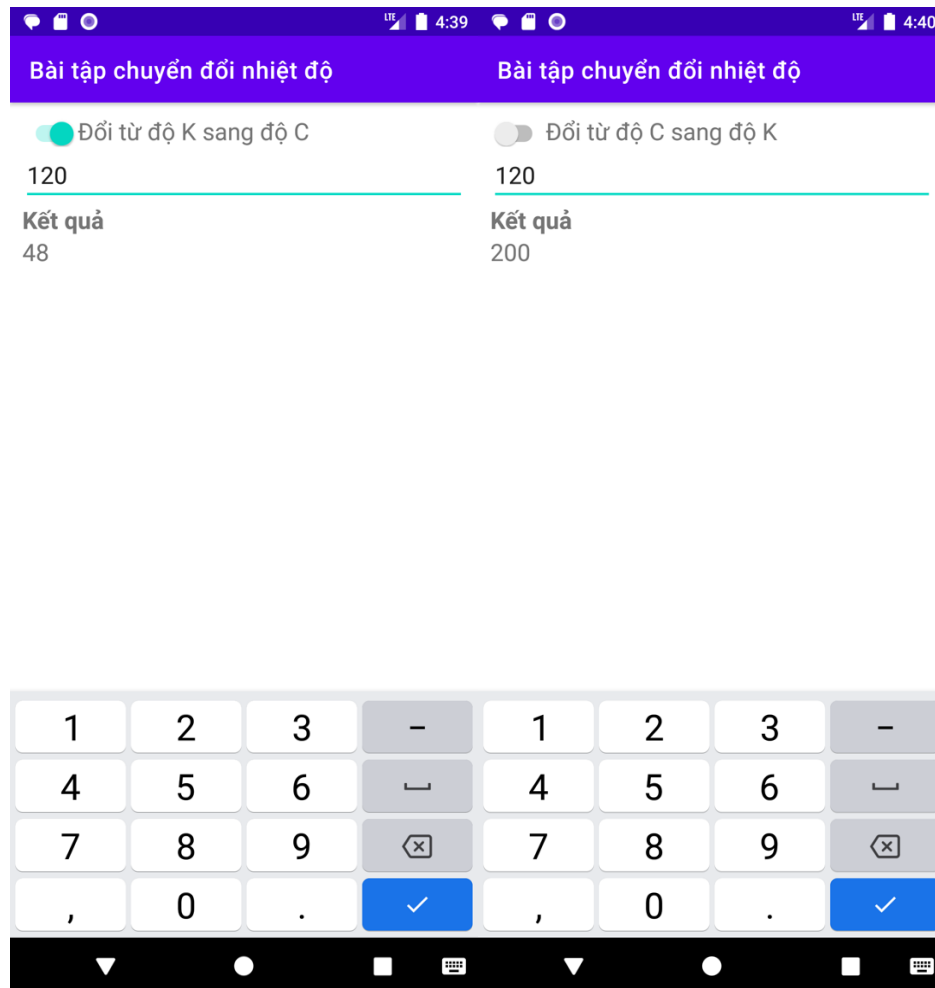 LTE 4:39
Bài tập chuyển đổi nhiệt độ
Đổi từ độ K sang độ C
120
Kết quả
48
1 2 3 –
4 5 6
7 8 9
, 0 .
LTE 4:40
Bài tập chuyển đổi nhiệt độ
Đổi từ độ C sang độ K
120
Kết quả
200
1 2 3 –
4 5 6
7 8 9
, 0 .